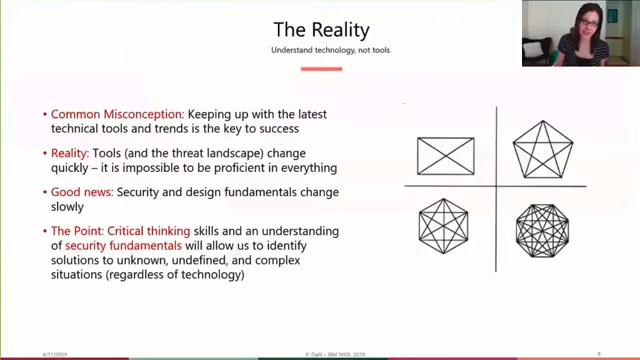 The Reality
Understand technology, not tools
• Common Misconception: Keeping up with the latest
technical tools and trends is the key to success
• Reality: Tools (and the threat landscape) change
quickly – it is impossible to be proficient in everything
• Good news: Security and design fundamentals change
slowly
• The Point: Critical thinking skills and an understanding
of security fundamentals will allow us to identify
solutions to unknown, undefined, and complex
situations (regardless of technology)
4/11/2019
K. Dahl – IBM WISE, 2019